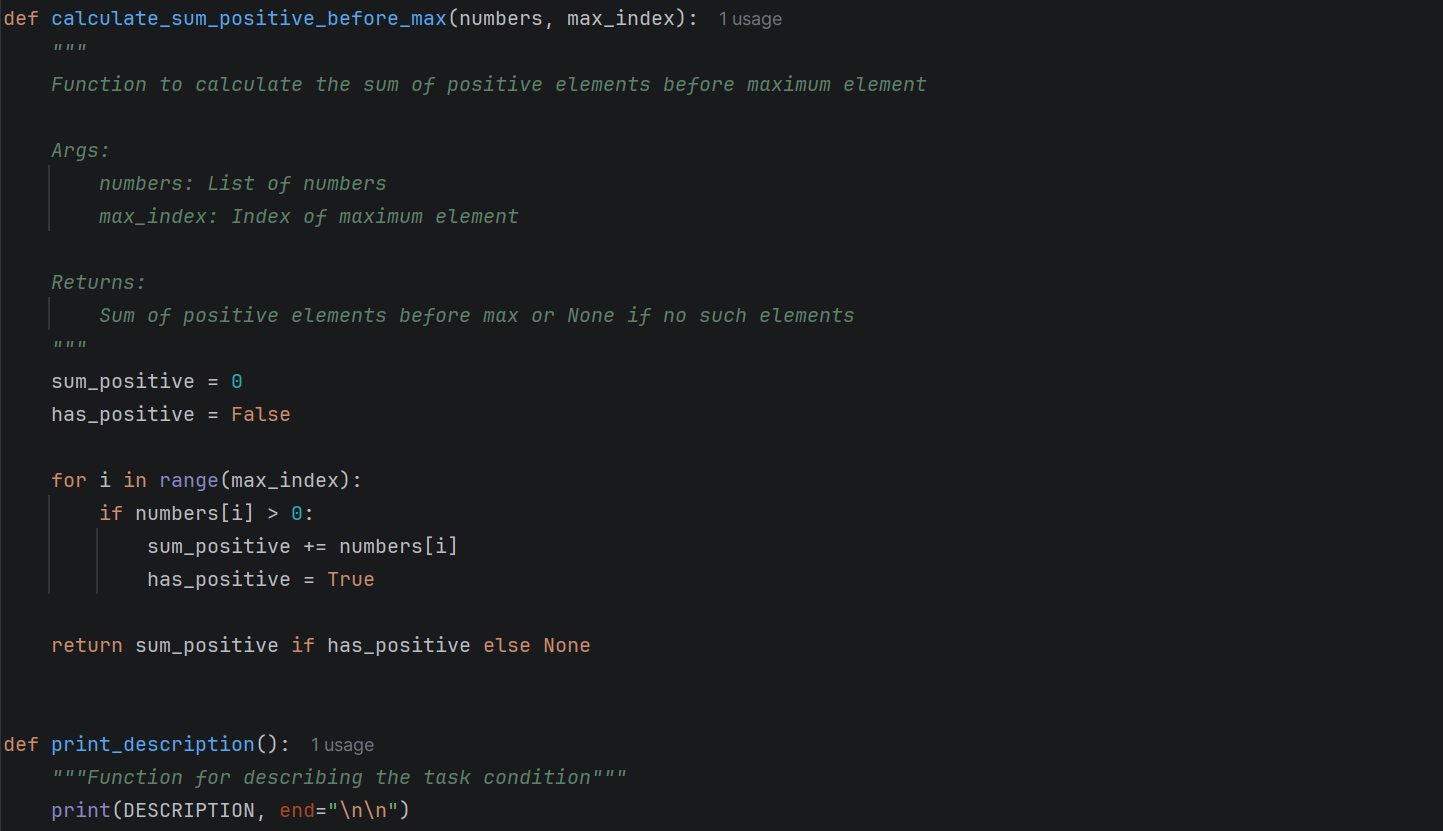 def calculate_sum_positive_before_max(numbers, max_index):  1 usage
    """
    Function to calculate the sum of positive elements before maximum element

    Args:
        numbers: List of numbers
        max_index: Index of maximum element

    Returns:
        Sum of positive elements before max or None if no such elements
    """
    sum_positive = 0
    has_positive = False

    for i in range(max_index):
        if numbers[i] > 0:
            sum_positive += numbers[i]
            has_positive = True

    return sum_positive if has_positive else None


def print_description():  1 usage
    """Function for describing the task condition"""
    print(DESCRIPTION, end="\n\n")